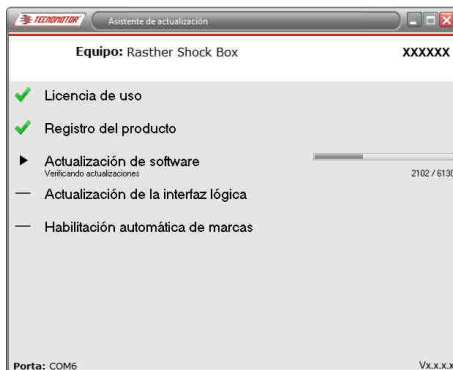 TECNOMOTOR Asistente de actualización
Equipo: Rasther Shock Box XXXXXX
Licencia de uso
Registro del producto
Actualización de software
Verificando actualizaciones 2102 / 6130
Actualización de la interfaz lógica
Habilitación automática de marcas
Porta: COM6 Vx.x.x.x